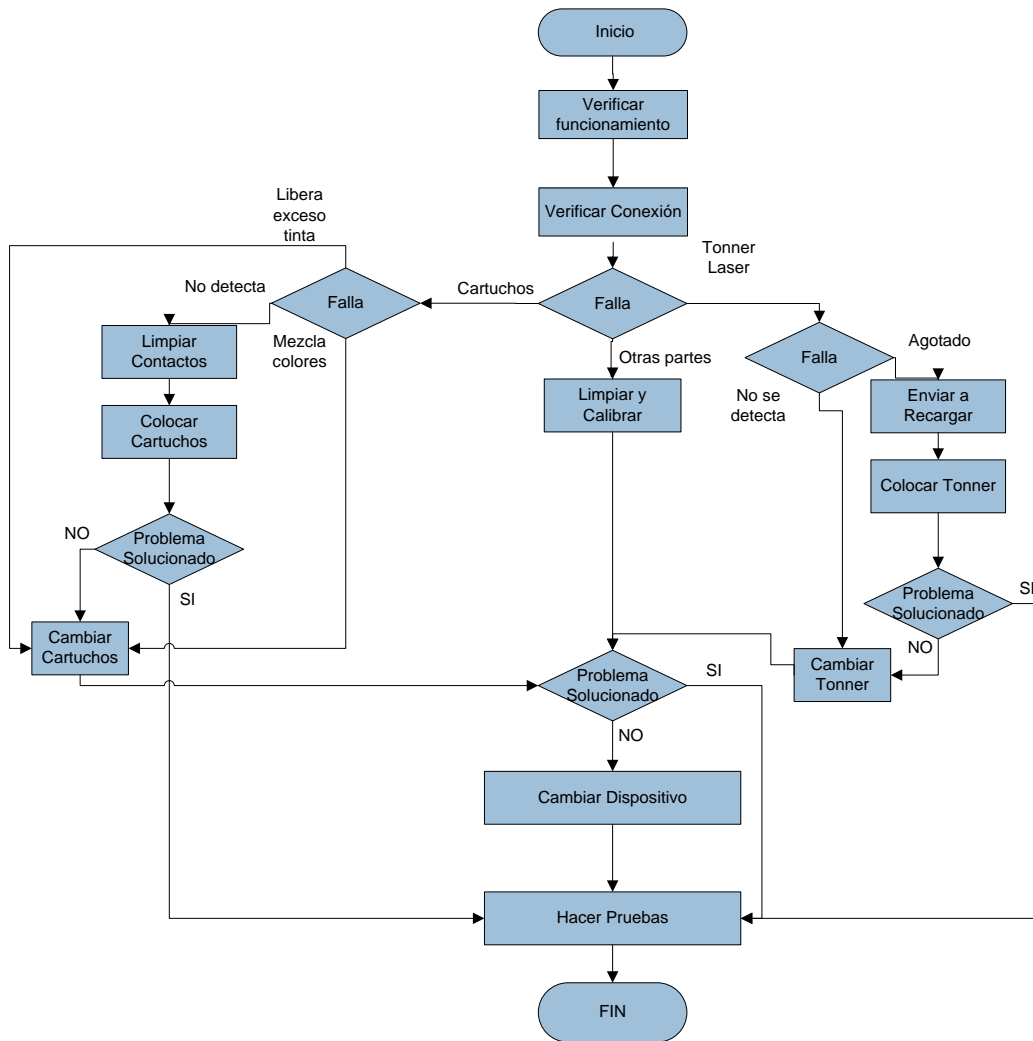 Inicio
Verificar
funcionamiento
Libera
exceso
tinta
Verificar Conexión
Tonner
Laser
No detecta
Falla
Cartuchos
Falla
Agotado
Limpiar
Contactos
Mezcla
colores
Otras partes
Falla
Limpiar y
Calibrar
No se
detecta
Enviar a
Recargar
Colocar
Cartuchos
Colocar Tonner
NO
Problema
Solucionado
SI
Problema
Solucionado
SI
NO
Cambiar
Cartuchos
Problema
Solucionado
SI
Cambiar
Tonner
NO
Cambiar Dispositivo
Hacer Pruebas
FIN